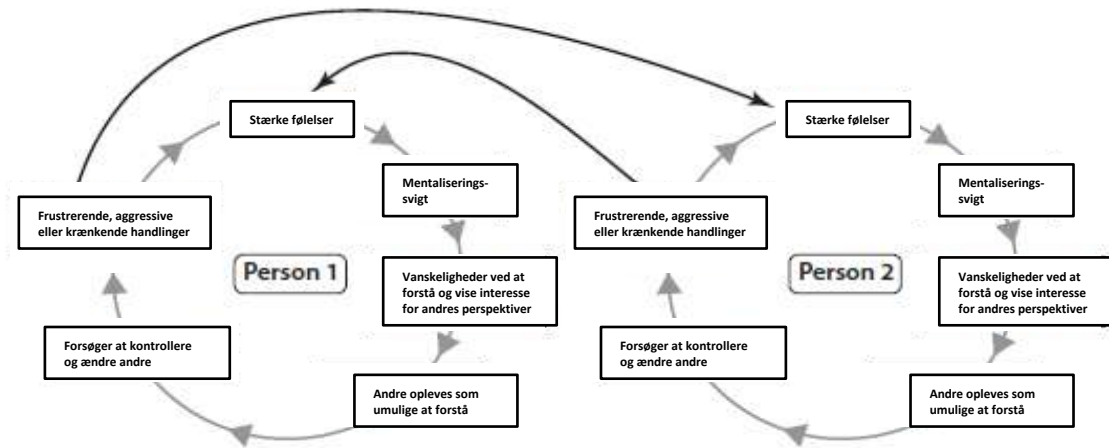 Stærke følelser
Mentaliserings-
svigt
Frustrerende, aggressive
eller krænkende handlinger
Person 1
Vanskeligheder ved at
forstå og vise interesse
for andres perspektiver
Forsøger at kontrollere
og ændre andre
Andre opleves som
umulige at forstå
Stærke følelser
Mentaliserings-
svigt
Frustrerende, aggressive
eller krænkende handlinger
Person 2
Vanskeligheder ved at
forstå og vise interesse
for andres perspektiver
Forsøger at kontrollere
og ændre andre
Andre opleves som
umulige at forstå